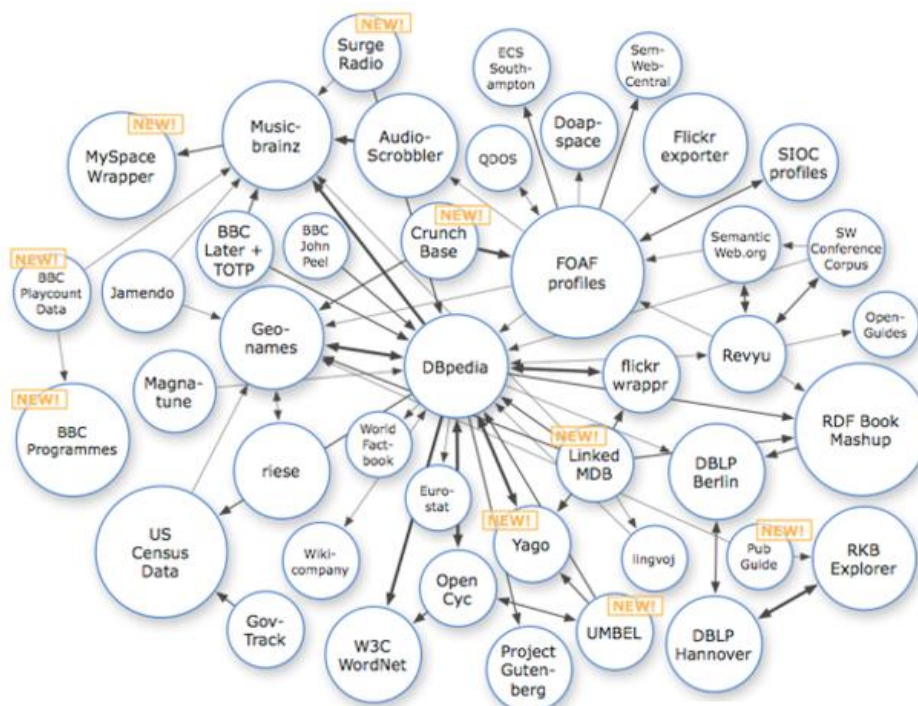 NEW!
Surge
Radio
ECS
South-
ampton
Sem-
Web-
Central
NEW!
MySpace
Wrapper
Music-
brainz
Audio-
Scrobbler
QDOS
Doap-
space
Flickr
exporter
SIOC
profiles
NEW!
BBC
Playcount
Data
Jamendo
BBC
Later +
TOTP
BBC
John
Peel
NEW!
Crunch
Base
FOAF
profiles
Semantic
Web.org
SW
Conference
Corpus
Geo-
names
DBpedia
flickr
wrappr
Revyu
Open-
Guides
Magna-
tune
NEW!
BBC
Programmes
riese
World
Fact-
book
NEW!
Linked
MDB
DBLP
Berlin
RDF Book
Mashup
US
Census
Data
Wiki-
company
Euro-
stat
NEW!
Yago
lingvoj
NEW!
Pub
Guide
RKB
Explorer
Gov-
Track
W3C
WordNet
Open
Cyc
Project
Guten-
berg
NEW!
UMBEL
DBLP
Hannover